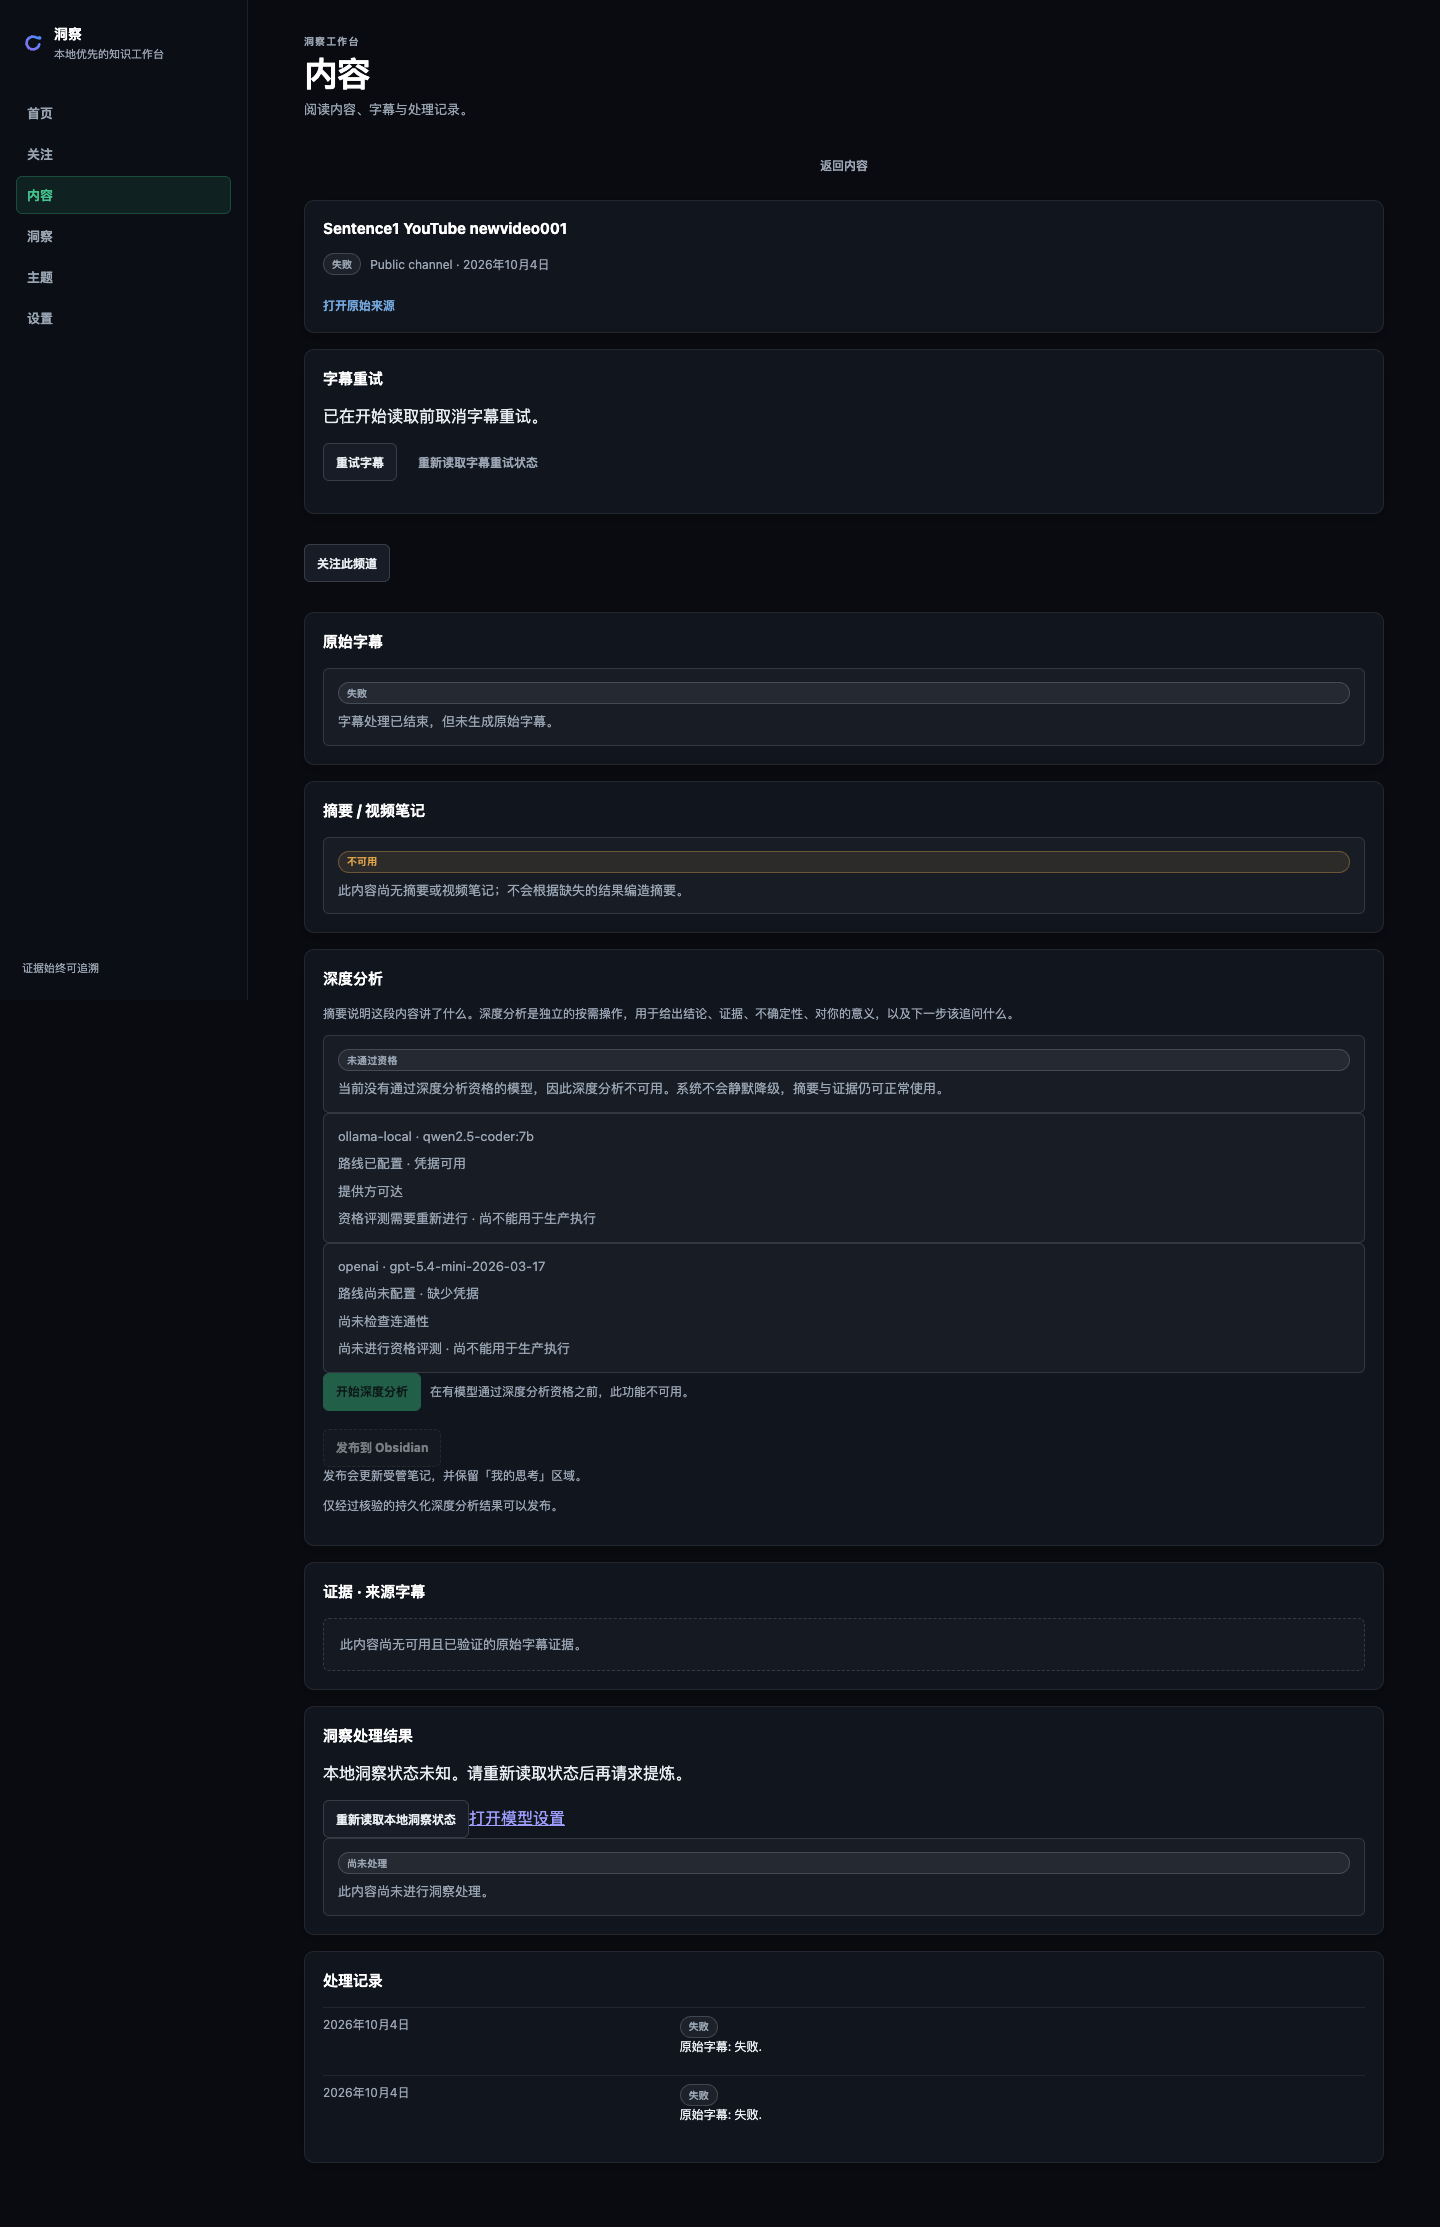 洞察
本地优先的知识工作台
首页
关注
内容
洞察
主题
设置
证据始终可追溯
洞察工作台
内容
阅读内容、字幕与处理记录。
返回内容
Sentence1 YouTube newvideo001
失败 Public channel · 2026年10月4日
打开原始来源
字幕重试
已在开始读取前取消字幕重试。
重试字幕 重新读取字幕重试状态
关注此频道
原始字幕
失败
字幕处理已结束，但未生成原始字幕。
摘要 / 视频笔记
不可用
此内容尚无摘要或视频笔记；不会根据缺失的结果编造摘要。
深度分析
摘要说明这段内容讲了什么。深度分析是独立的按需操作，用于给出结论、证据、不确定性、对你的意义，以及下一步该追问什么。
未通过资格
当前没有通过深度分析资格的模型，因此深度分析不可用。系统不会静默降级，摘要与证据仍可正常使用。
ollama-local · qwen2.5-coder:7b
路线已配置 · 凭据可用
提供方可达
资格评测需要重新进行 · 尚不能用于生产执行
openai · gpt-5.4-mini-2026-03-17
路线尚未配置 · 缺少凭据
尚未检查连通性
尚未进行资格评测 · 尚不能用于生产执行
开始深度分析 在有模型通过深度分析资格之前，此功能不可用。
发布到 Obsidian
发布会更新受管笔记，并保留「我的思考」区域。
仅经过核验的持久化深度分析结果可以发布。
证据 · 来源字幕
此内容尚无可用且已验证的原始字幕证据。
洞察处理结果
本地洞察状态未知。请重新读取状态后再请求提炼。
重新读取本地洞察状态 打开模型设置
尚未处理
此内容尚未进行洞察处理。
处理记录
2026年10月4日 失败
原始字幕: 失败.
2026年10月4日 失败
原始字幕: 失败.